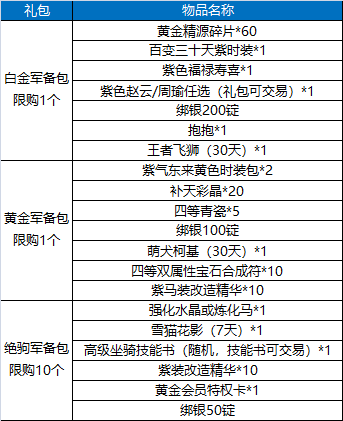 礼包 物品名称
白金军备包
限购1个
黄金精源碎片*60
百变三十天紫时装*1
紫色福禄寿喜*1
紫色赵云/周瑜任选（礼包可交易）*1
绑银200锭
抱抱*1
王者飞狮（30天）*1
黄金军备包
限购1个
紫气东来黄色时装包*2
补天彩晶*20
四等青瓷*5
绑银100锭
萌犬柯基（30天）*1
四等双属性宝石合成符*10
紫马装改造精华*10
绝驹军备包
限购10个
强化水晶或炼化马*1
雪猫花影（7天）*1
高级坐骑技能书（随机，技能书可交易）*1
紫装改造精华*10
黄金会员特权卡*1
绑银50锭